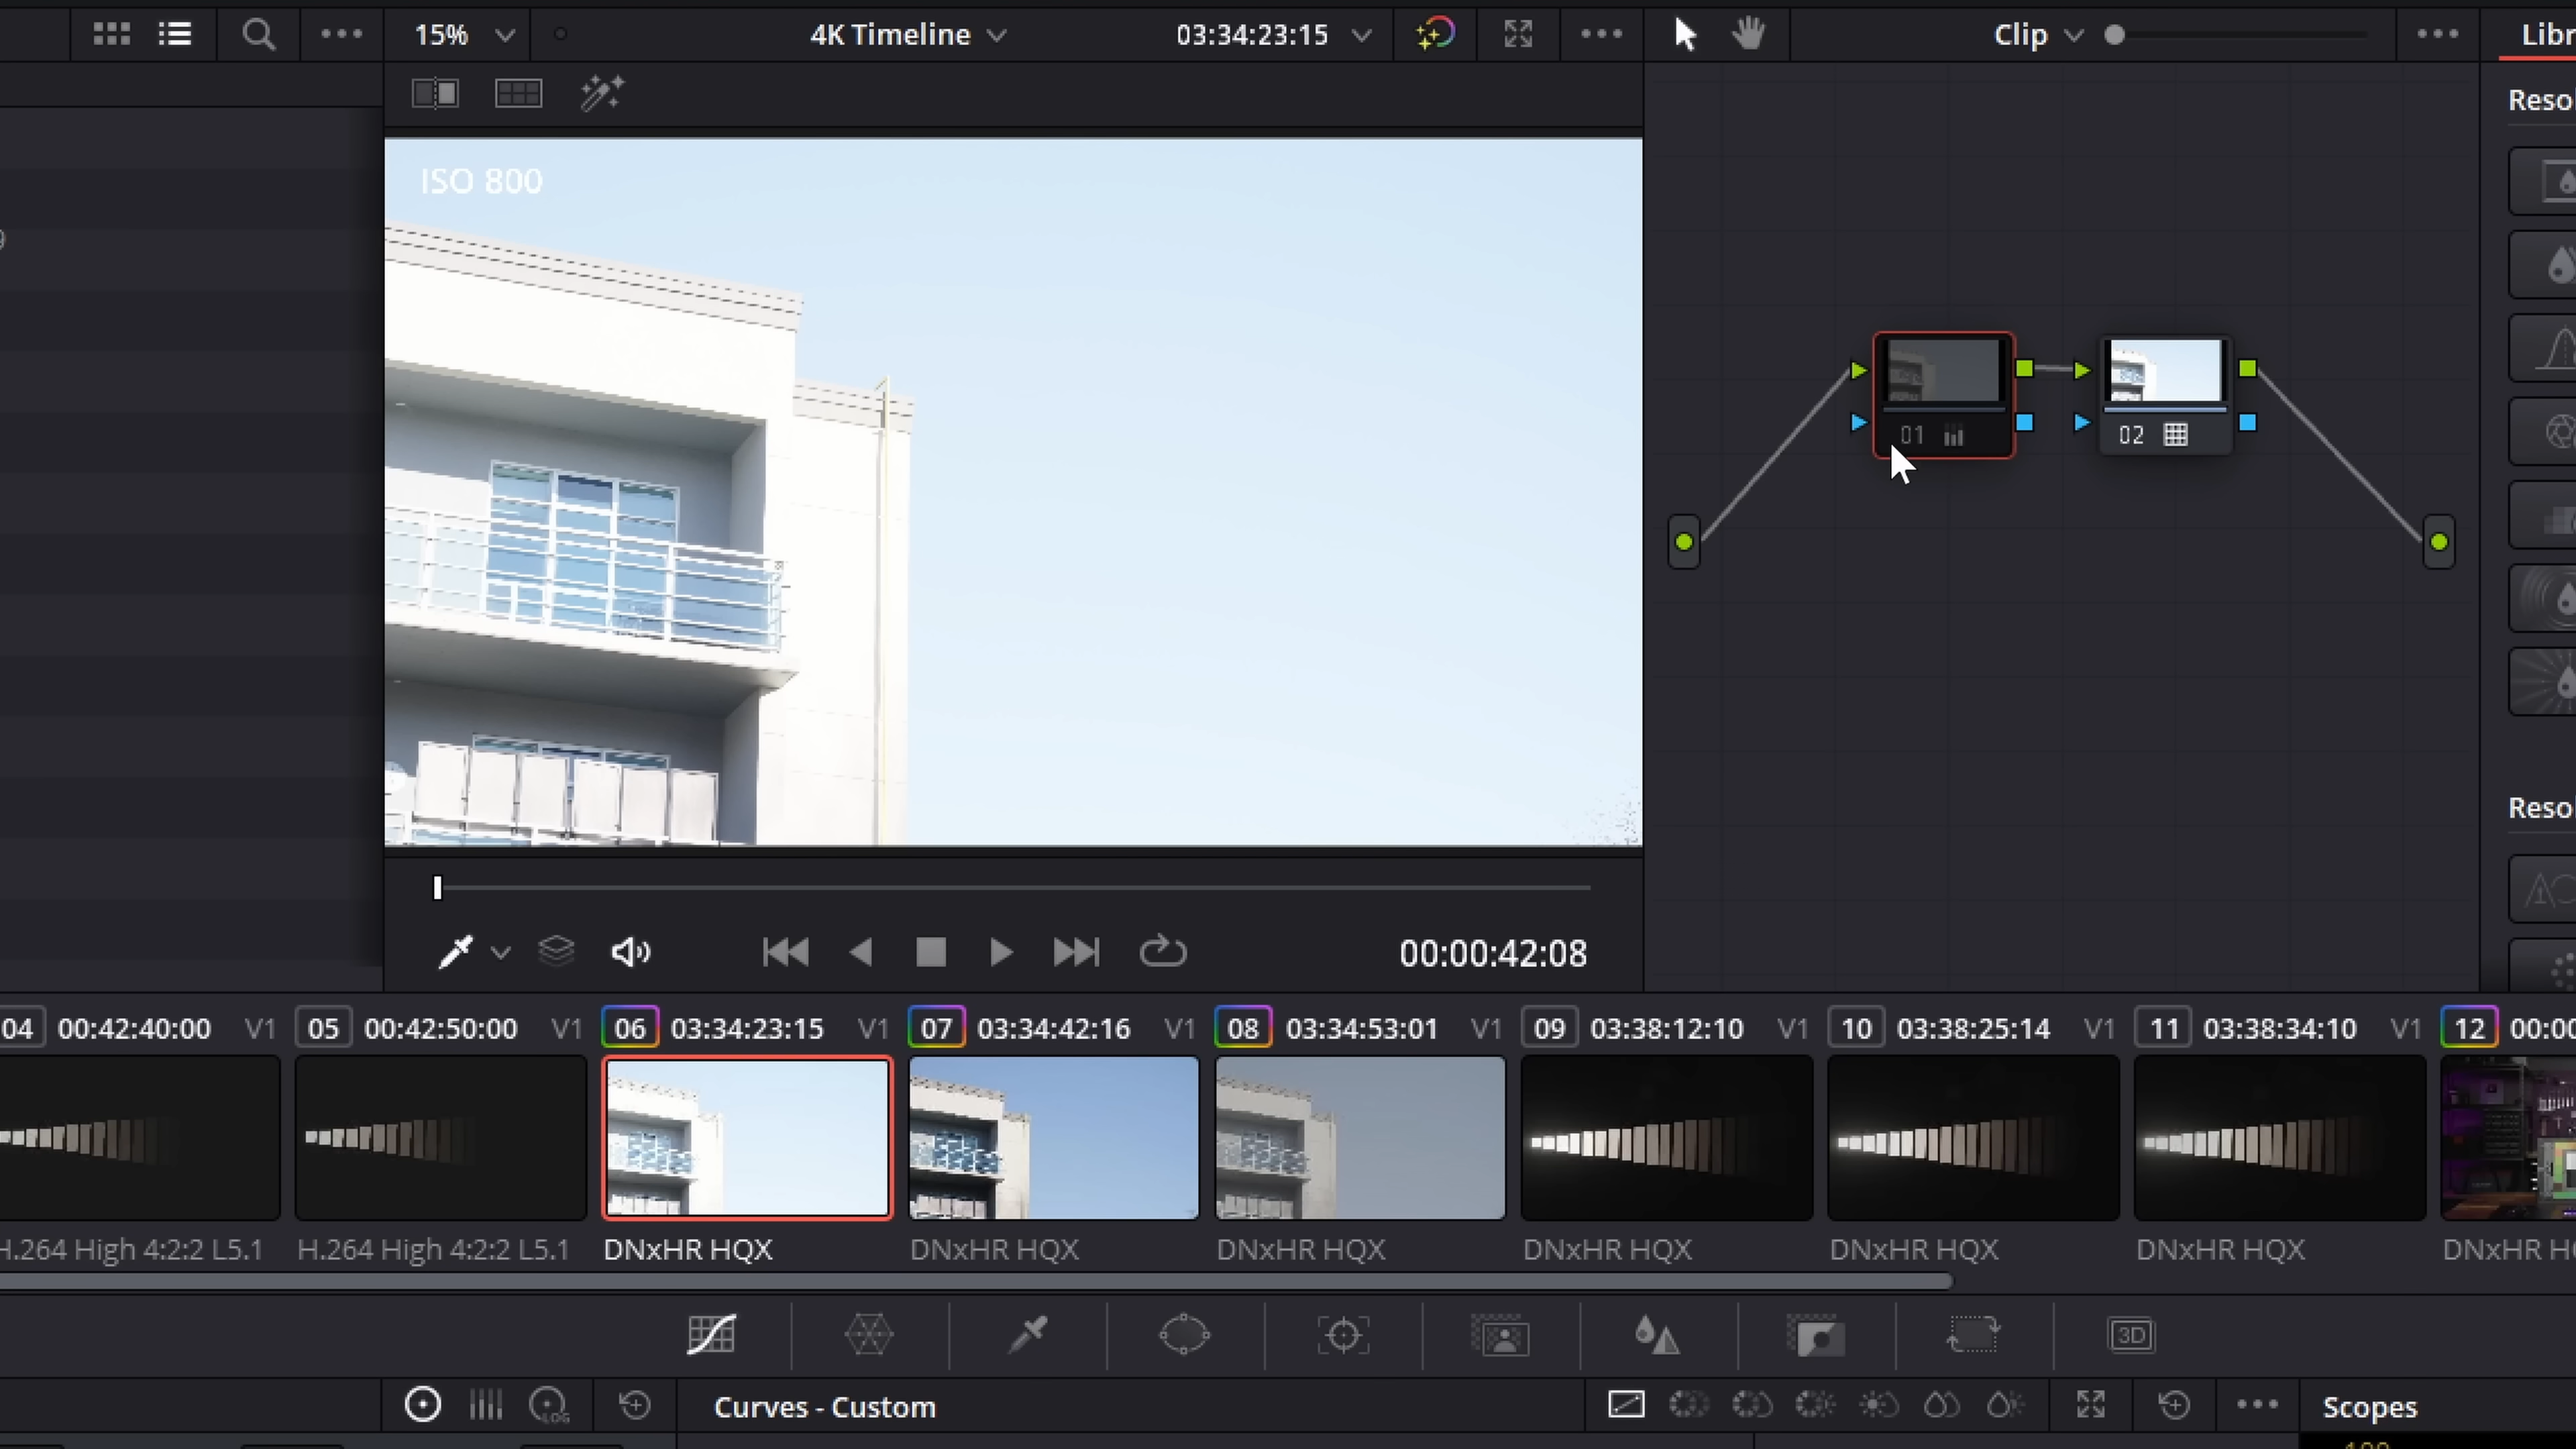 15%
4K Timeline
03:34:23:15
Clip
Libr
Reso
ISO 800
01
02
Reso
00:00:42:08
04 00:42:40:00 V1
05 00:42:50:00 V1
06 03:34:23:15 V1
07 03:34:42:16 V1
08 03:34:53:01 V1
09 03:38:12:10 V1
10 03:38:25:14 V1
11 03:38:34:10 V1
12 00:00
H.264 High 4:2:2 L5.1
H.264 High 4:2:2 L5.1
DNxHR HQX
DNxHR HQX
DNxHR HQX
DNxHR HQX
DNxHR HQX
DNxHR HQX
DNxHR H
3D
LOG
Curves - Custom
Scopes